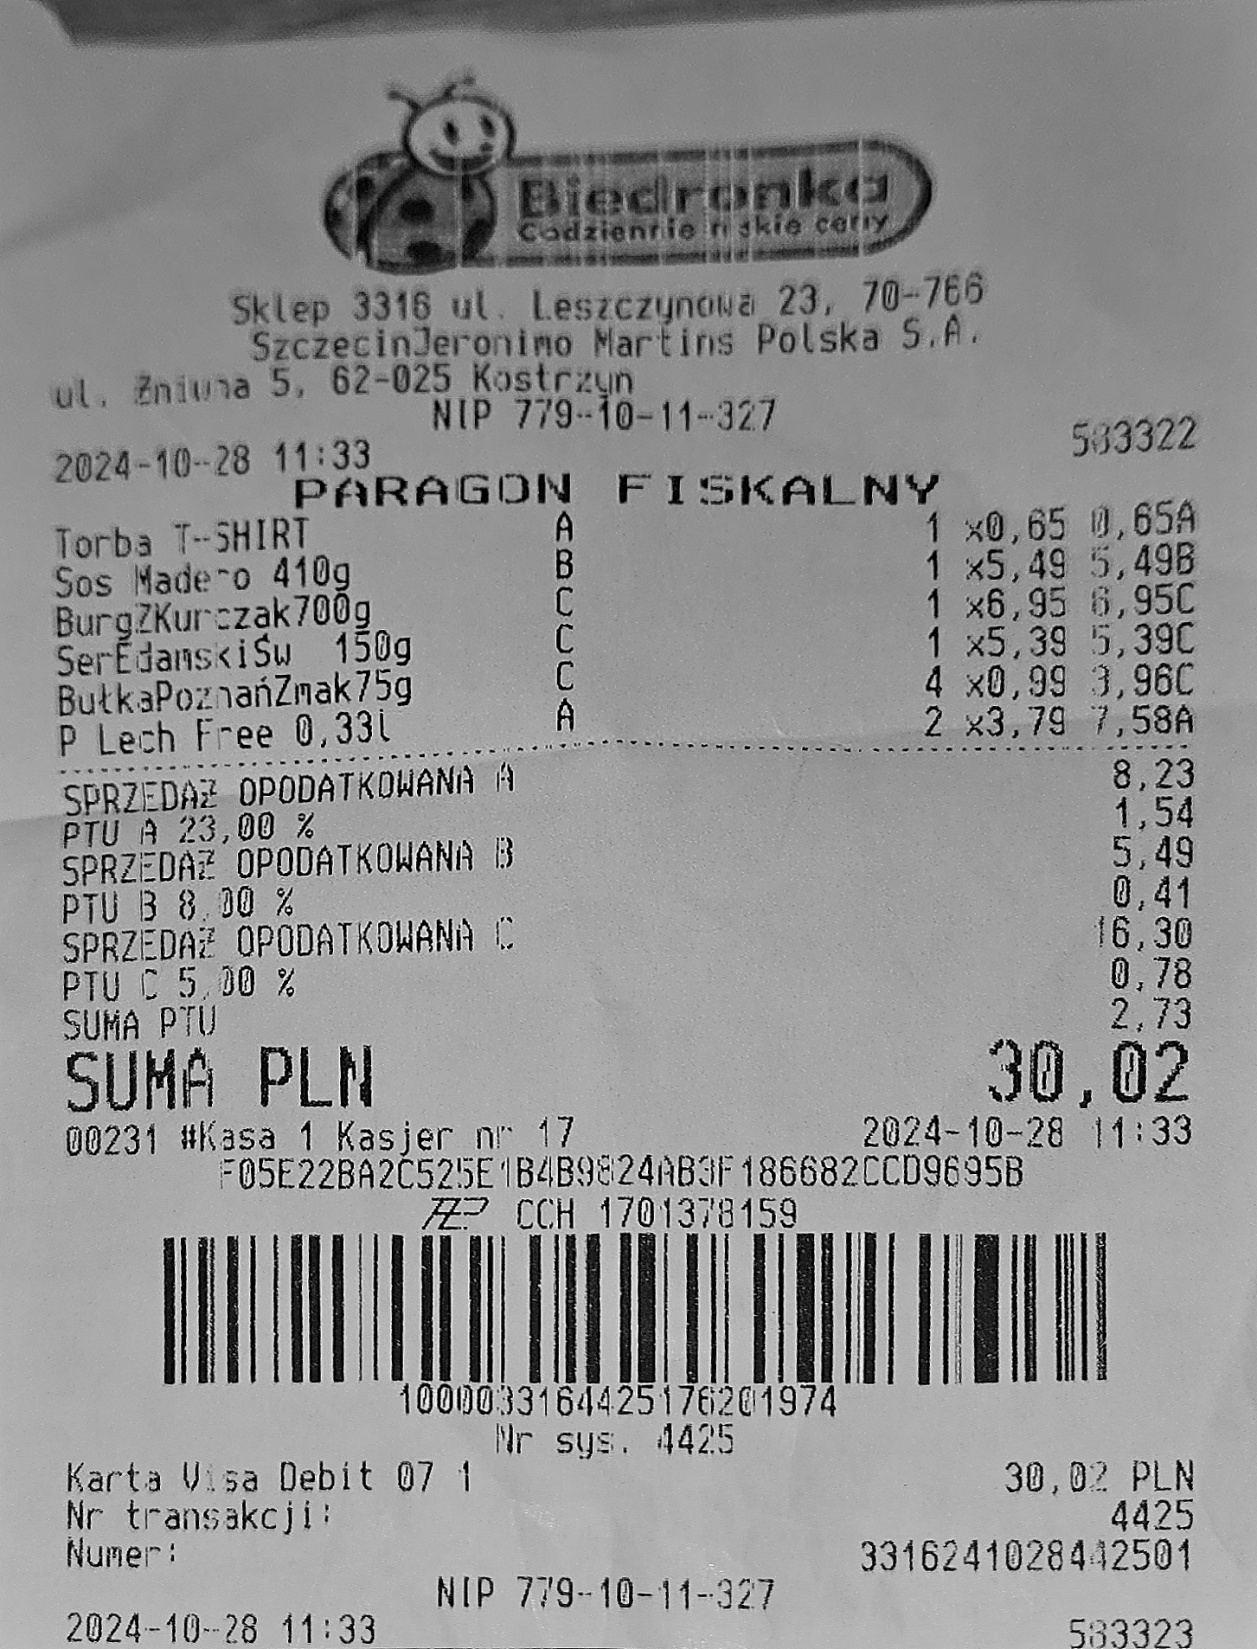 Biedronka
Codziennie niskie ceny
Sklep 3316 ul. Leszczynowa 23, 70-766
SzczecinJeronimo Martins Polska S.A.
ul. Żniwna 5, 62-025 Kostrzyn
NIP 779-10-11-327
2024-10-28 11:33 583322
PARAGON FISKALNY
Torba T-SHIRT A 1 x0,65 0,65A
Sos Madero 410g B 1 x5,49 5,49B
BurgZKurczak700g C 1 x6,95 6,95C
SerEdamskiŚw 150g C 1 x5,39 5,39C
BułkaPoznańZmak75g C 4 x0,99 3,96C
P Lech Free 0,33l A 2 x3,79 7,58A
SPRZEDAŻ OPODATKOWANA A 8,23
PTU A 23,00 % 1,54
SPRZEDAŻ OPODATKOWANA B 5,49
PTU B 8,00 % 0,41
SPRZEDAŻ OPODATKOWANA C 16,30
PTU C 5,00 % 0,78
SUMA PTU 2,73
SUMA PLN 30,02
00231 #Kasa 1 Kasjer nr 17 2024-10-28 11:33
F05E22BA2C525E1B4B9824AB3F186682CCD9695B
CCH 1701378159
1000033164425176201974
Nr sys. 4425
Karta Visa Debit 07 1 30,02 PLN
Nr transakcji: 4425
Numer: 3316241028442501
NIP 779-10-11-327
2024-10-28 11:33 583323